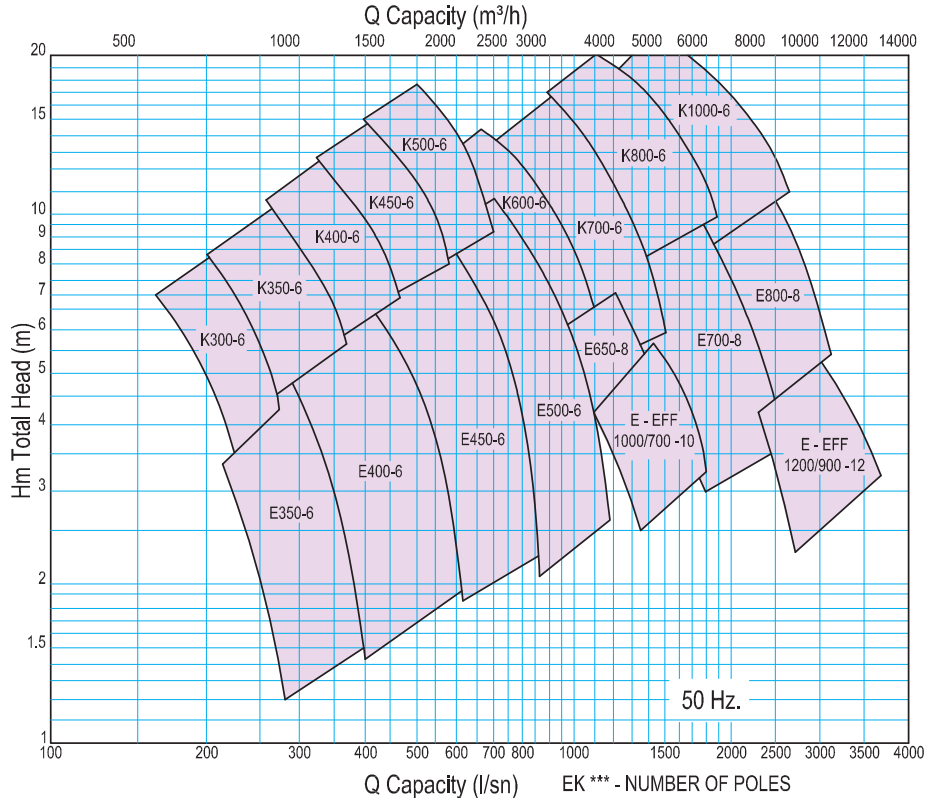 Q Capacity (m³/h)
500 1000 1500 2000 2500 3000 4000 5000 6000 8000 10000 12000 14000
20
15
10
9
8
7
6
5
4
3
2
1.5
1
Hm Total Head (m)
K1000-6
K500-6
K800-6
K450-6
K600-6
K400-6
K700-6
K350-6
E800-8
K300-6
E650-8
E700-8
E500-6
E - EFF
1000/700 -10
E450-6
E400-6
E - EFF
1200/900 -12
E350-6
50 Hz.
100 200 300 400 500 600 700 800 1000 1500 2000 2500 3000 3500 4000
Q Capacity (l/sn)
EK *** - NUMBER OF POLES